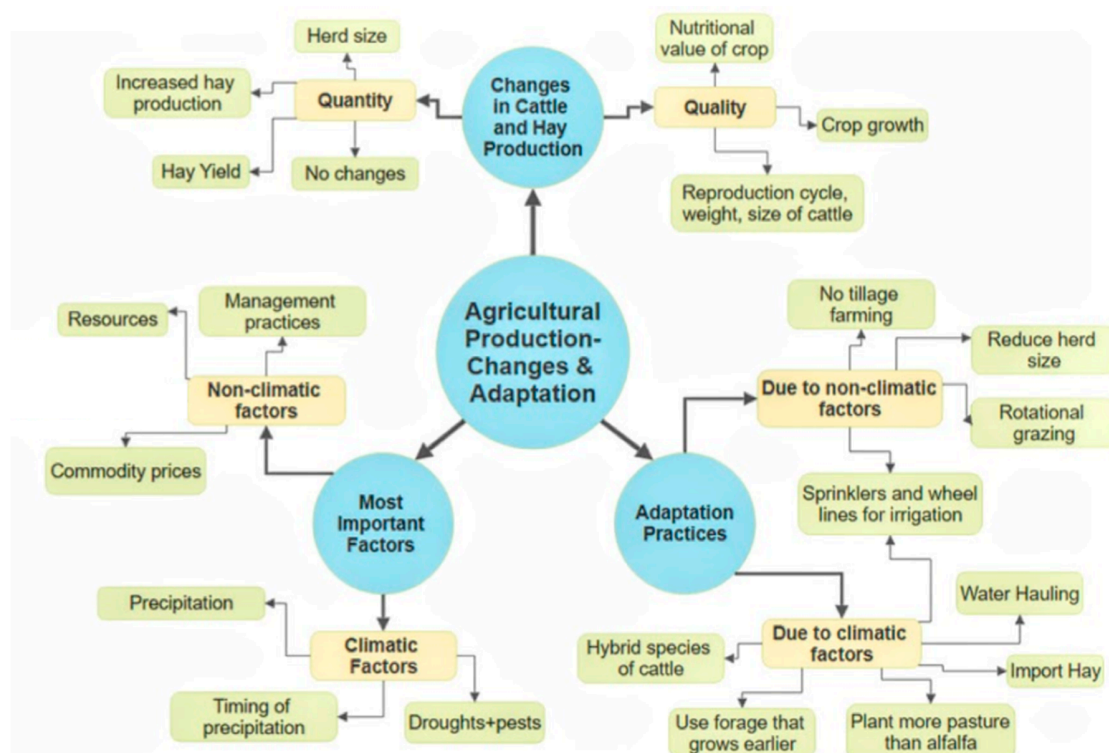 Herd size
Increased hay
production
Quantity
Hay Yield
No changes
Changes
in Cattle
and Hay
Production
Nutritional
value of crop
Quality
Crop growth
Reproduction cycle,
weight, size of cattle
Agricultural
Production-
Changes &
Adaptation
Resources
Management
practices
Non-climatic
factors
Commodity prices
Most
Important
Factors
Precipitation
Climatic
Factors
Timing of
precipitation
Droughts+pests
No tillage
farming
Reduce herd
size
Due to non-climatic
factors
Rotational
grazing
Sprinklers and wheel
lines for irrigation
Adaptation
Practices
Water Hauling
Due to climatic
factors
Hybrid species
of cattle
Import Hay
Use forage that
grows earlier
Plant more pasture
than alfalfa